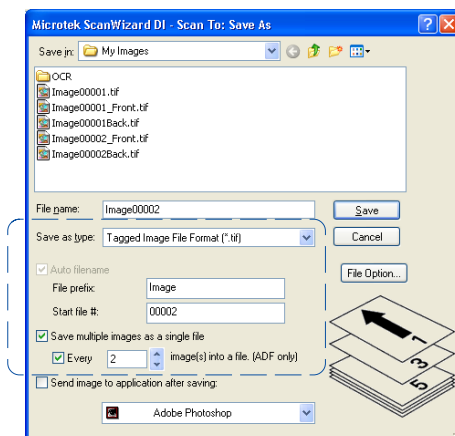 Microtek ScanWizard DI - Scan To: Save As
Save in: My Images
OCR
Image00001.tif
Image00001_Front.tif
Image00001Back.tif
Image00002_Front.tif
Image00002Back.tif
File name: Image00002 Save
Save as type: Tagged Image File Format (*.tif) Cancel
Auto filename File Option...
File prefix: Image
Start file #: 00002
Save multiple images as a single file
Every 2 image(s) into a file. (ADF only)
Send image to application after saving:
Adobe Photoshop
1
3
5